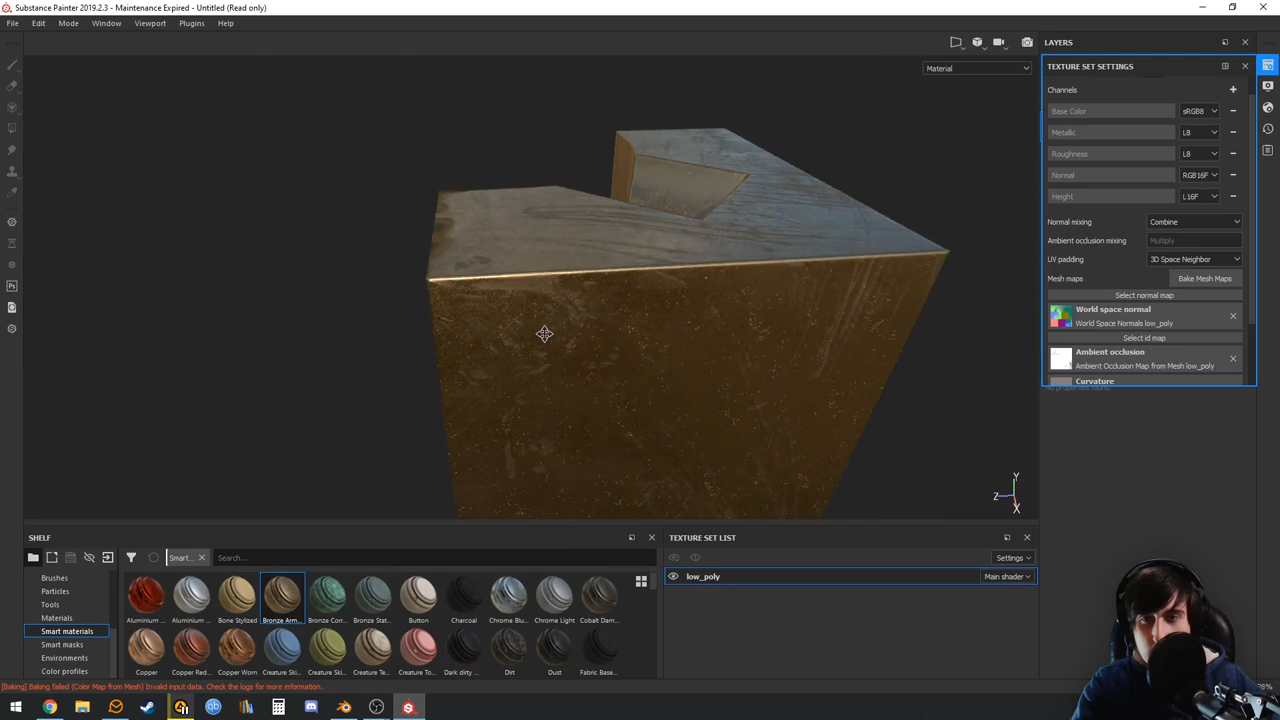 Substance Painter 2019.2.3 - Maintenance Expired - Untitled (Read only)
File Edit Mode Window Viewport Plugins Help
LAYERS
Material
TEXTURE SET SETTINGS
Channels
Base Color sRGB8
Metallic L8
Roughness L8
Normal RGB16F
Height L16F
Normal mixing Combine
Ambient occlusion mixing Multiply
UV padding 3D Space Neighbor
Mesh maps Bake Mesh Maps
Select normal map
World space normal
World Space Normals low_poly
Select id map
Ambient occlusion
Ambient Occlusion Map from Mesh low_poly
Curvature
Y
Z
X
SHELF
TEXTURE SET LIST
Smart... Search...
Settings
low_poly Main shader
Brushes
Particles
Tools
Materials
Smart materials
Smart masks
Environments
Color profiles
Aluminium ... Aluminium ... Bone Stylized Bronze Arm... Bronze Corr... Bronze Stat... Button Charcoal Chrome Blu... Chrome Light Cobalt Dam...
Copper Copper Red... Copper Worn Creature Ski... Creature Ski... Creature Te... Creature To... Dark dirty ... Dirt Dust Fabric Base...
[Baking] Baking failed (Color Map from Mesh) Invalid input data. Check the logs for more information.